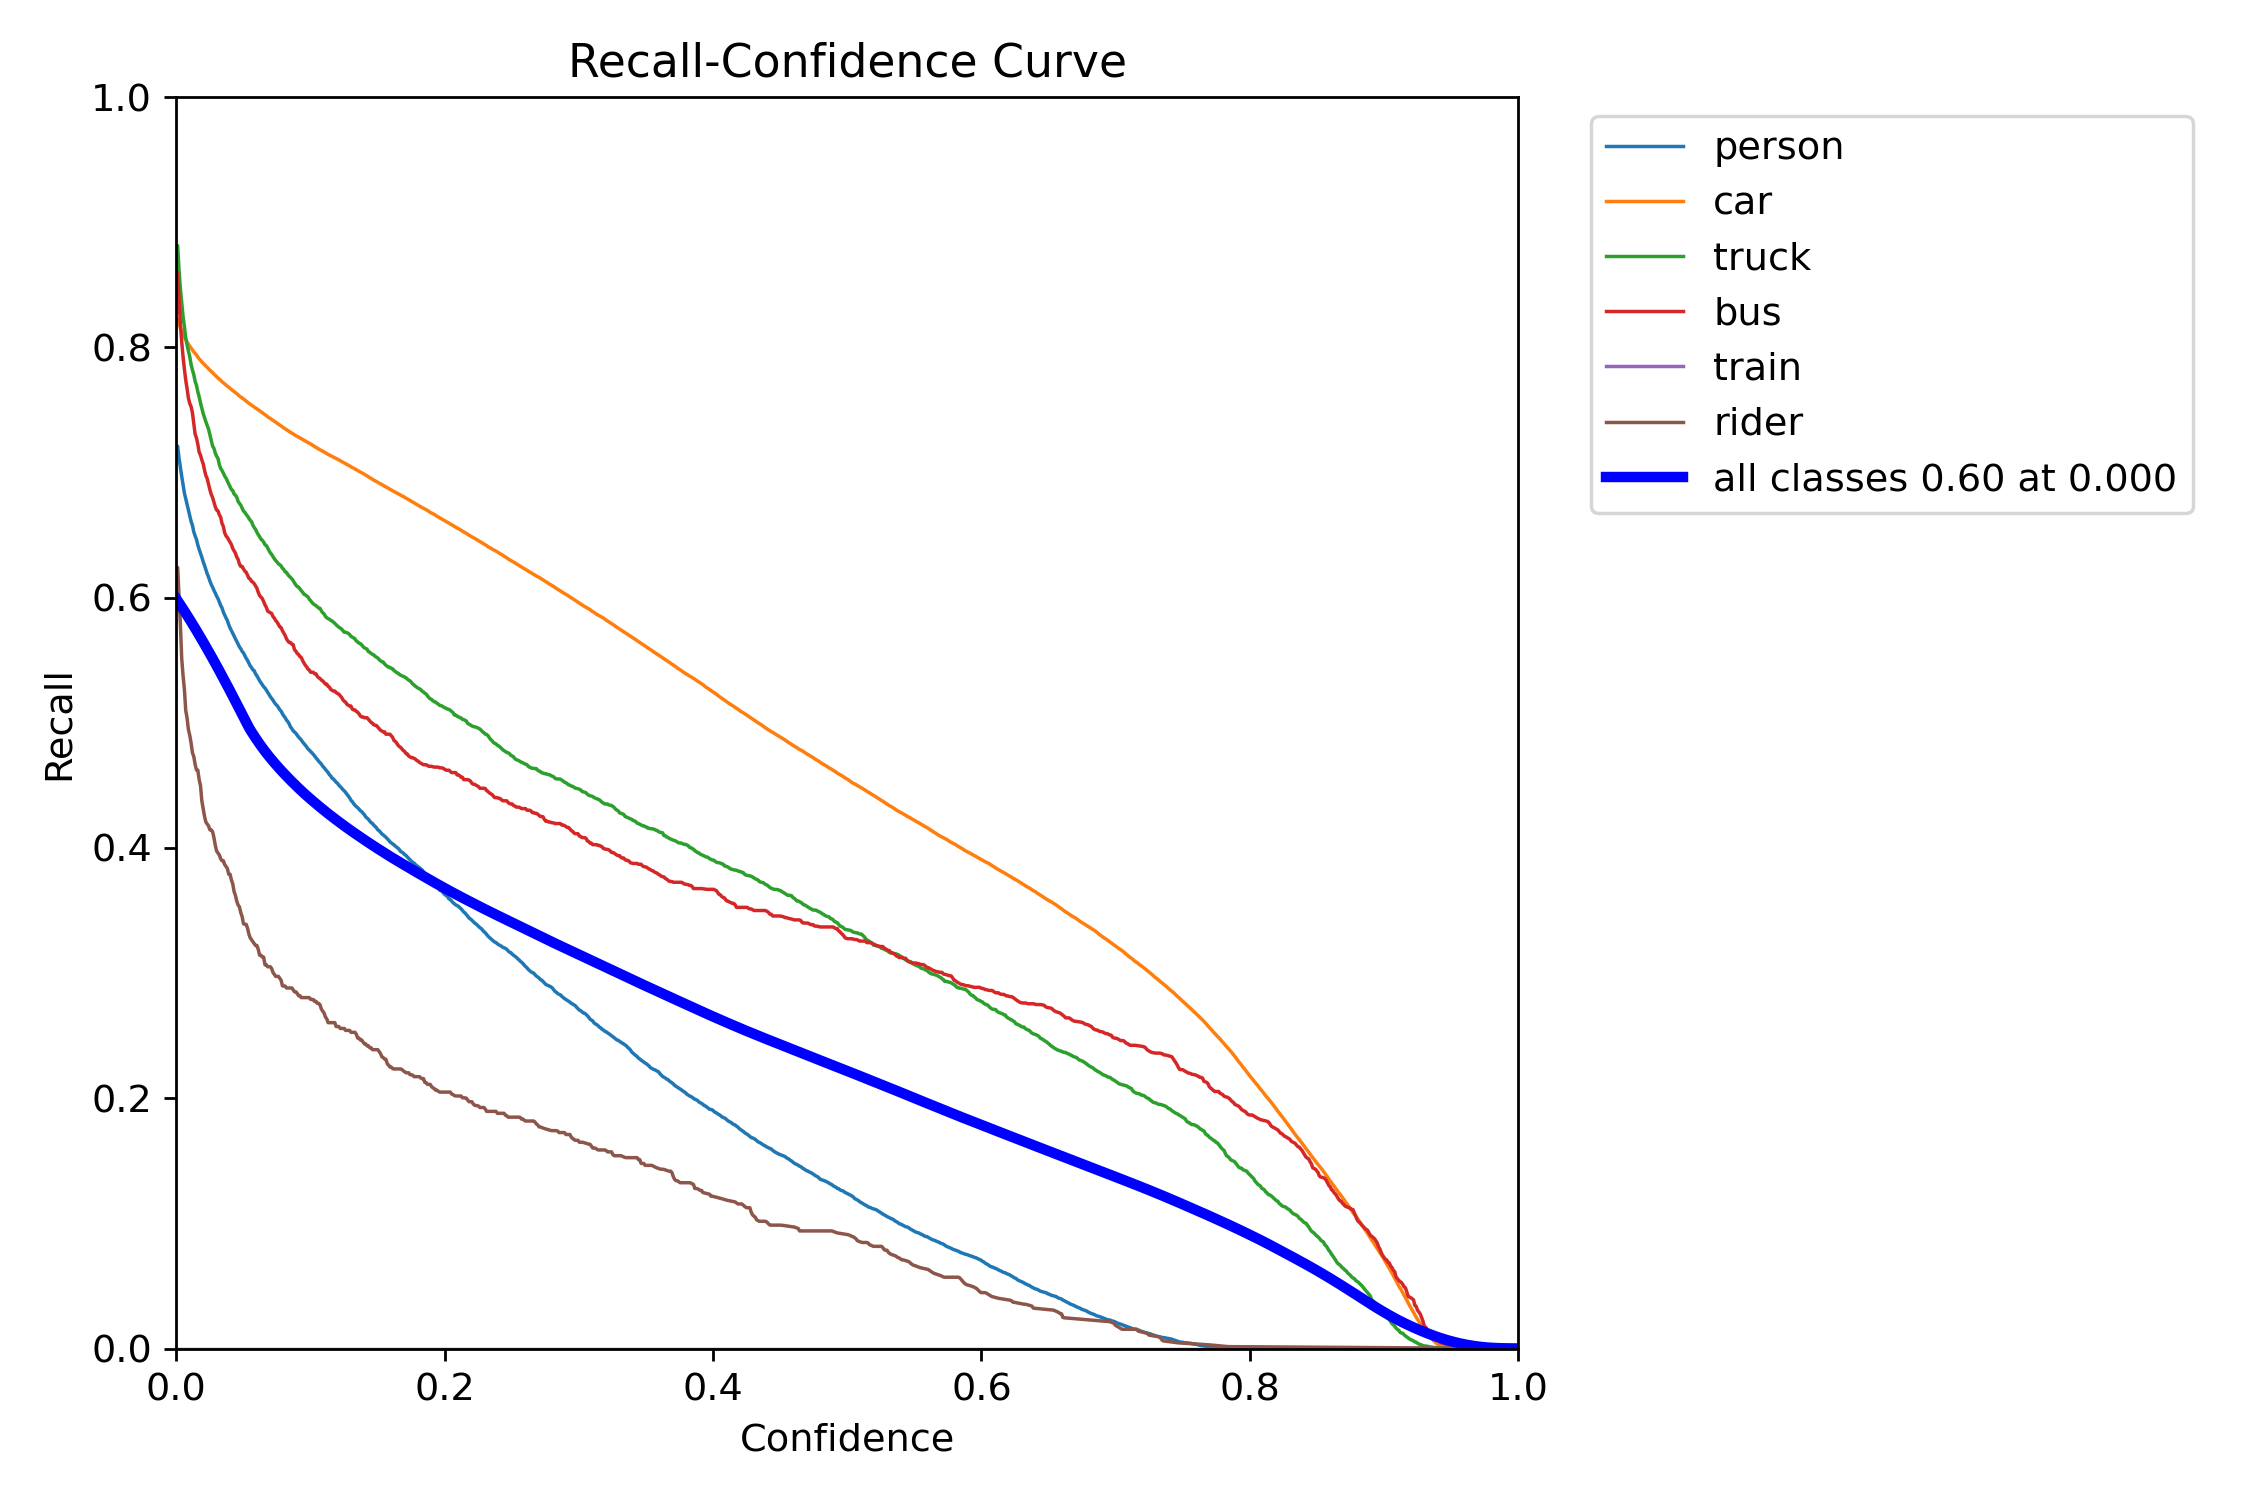 Recall-Confidence Curve
1.0
0.8
0.6
0.4
0.2
0.0
Recall
0.0 0.2 0.4 0.6 0.8 1.0
Confidence
person
car
truck
bus
train
rider
all classes 0.60 at 0.000